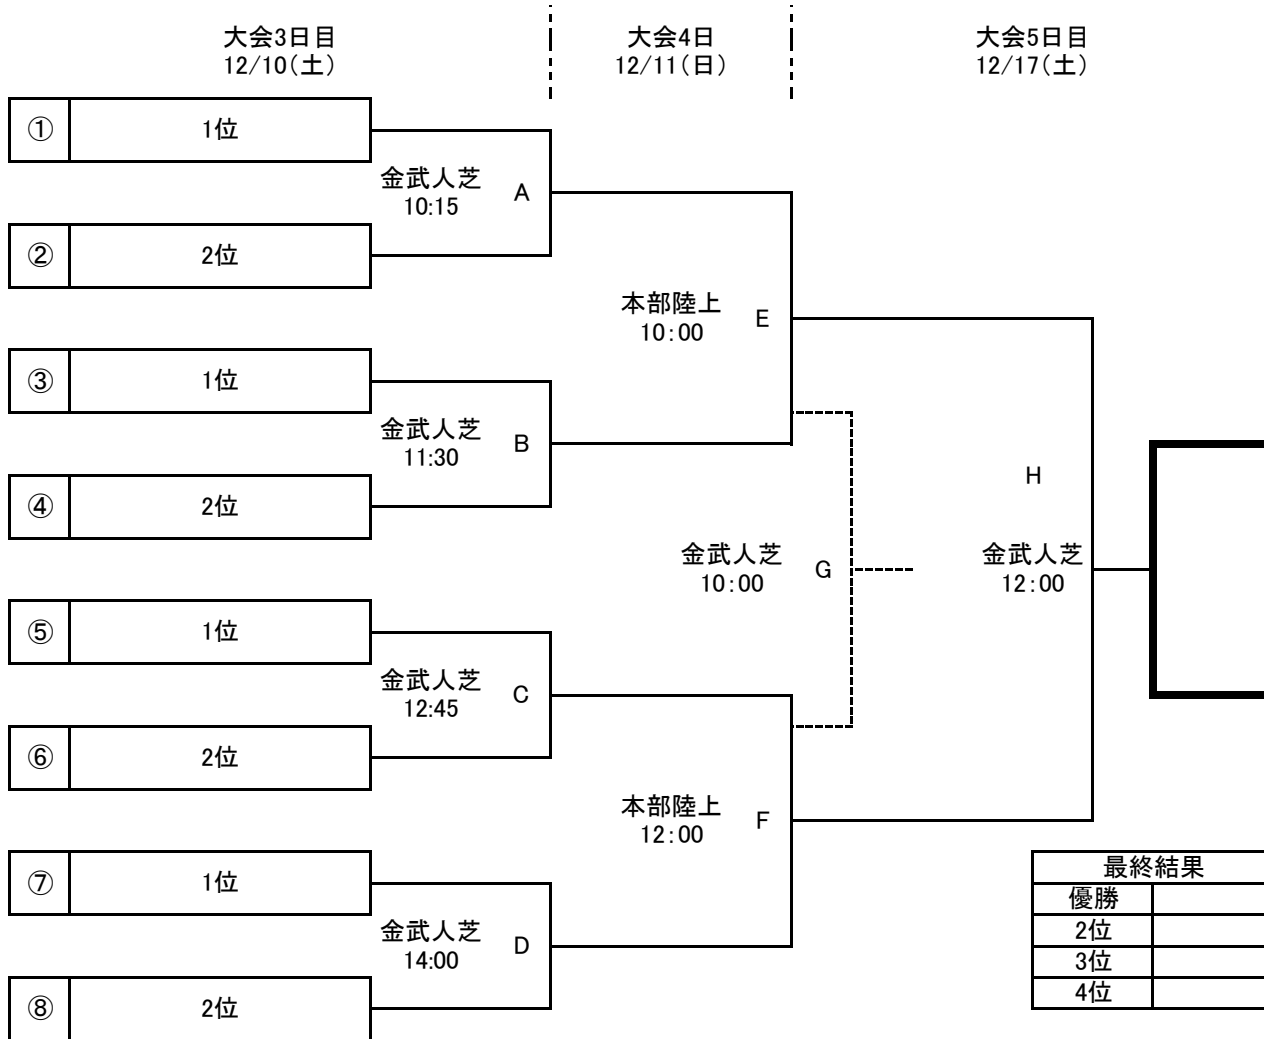 大会3日目
12/10(土)
大会4日
12/11(日)
大会5日目
12/17(土)
① 1位
金武人芝
10:15
A
② 2位
本部陸上
10:00
E
③ 1位
金武人芝
11:30
B
④ 2位
H
金武人芝
10:00
G
金武人芝
12:00
⑤ 1位
金武人芝
12:45
C
⑥ 2位
本部陸上
12:00
F
⑦ 1位
金武人芝
14:00
D
⑧ 2位
最終結果
優勝
2位
3位
4位